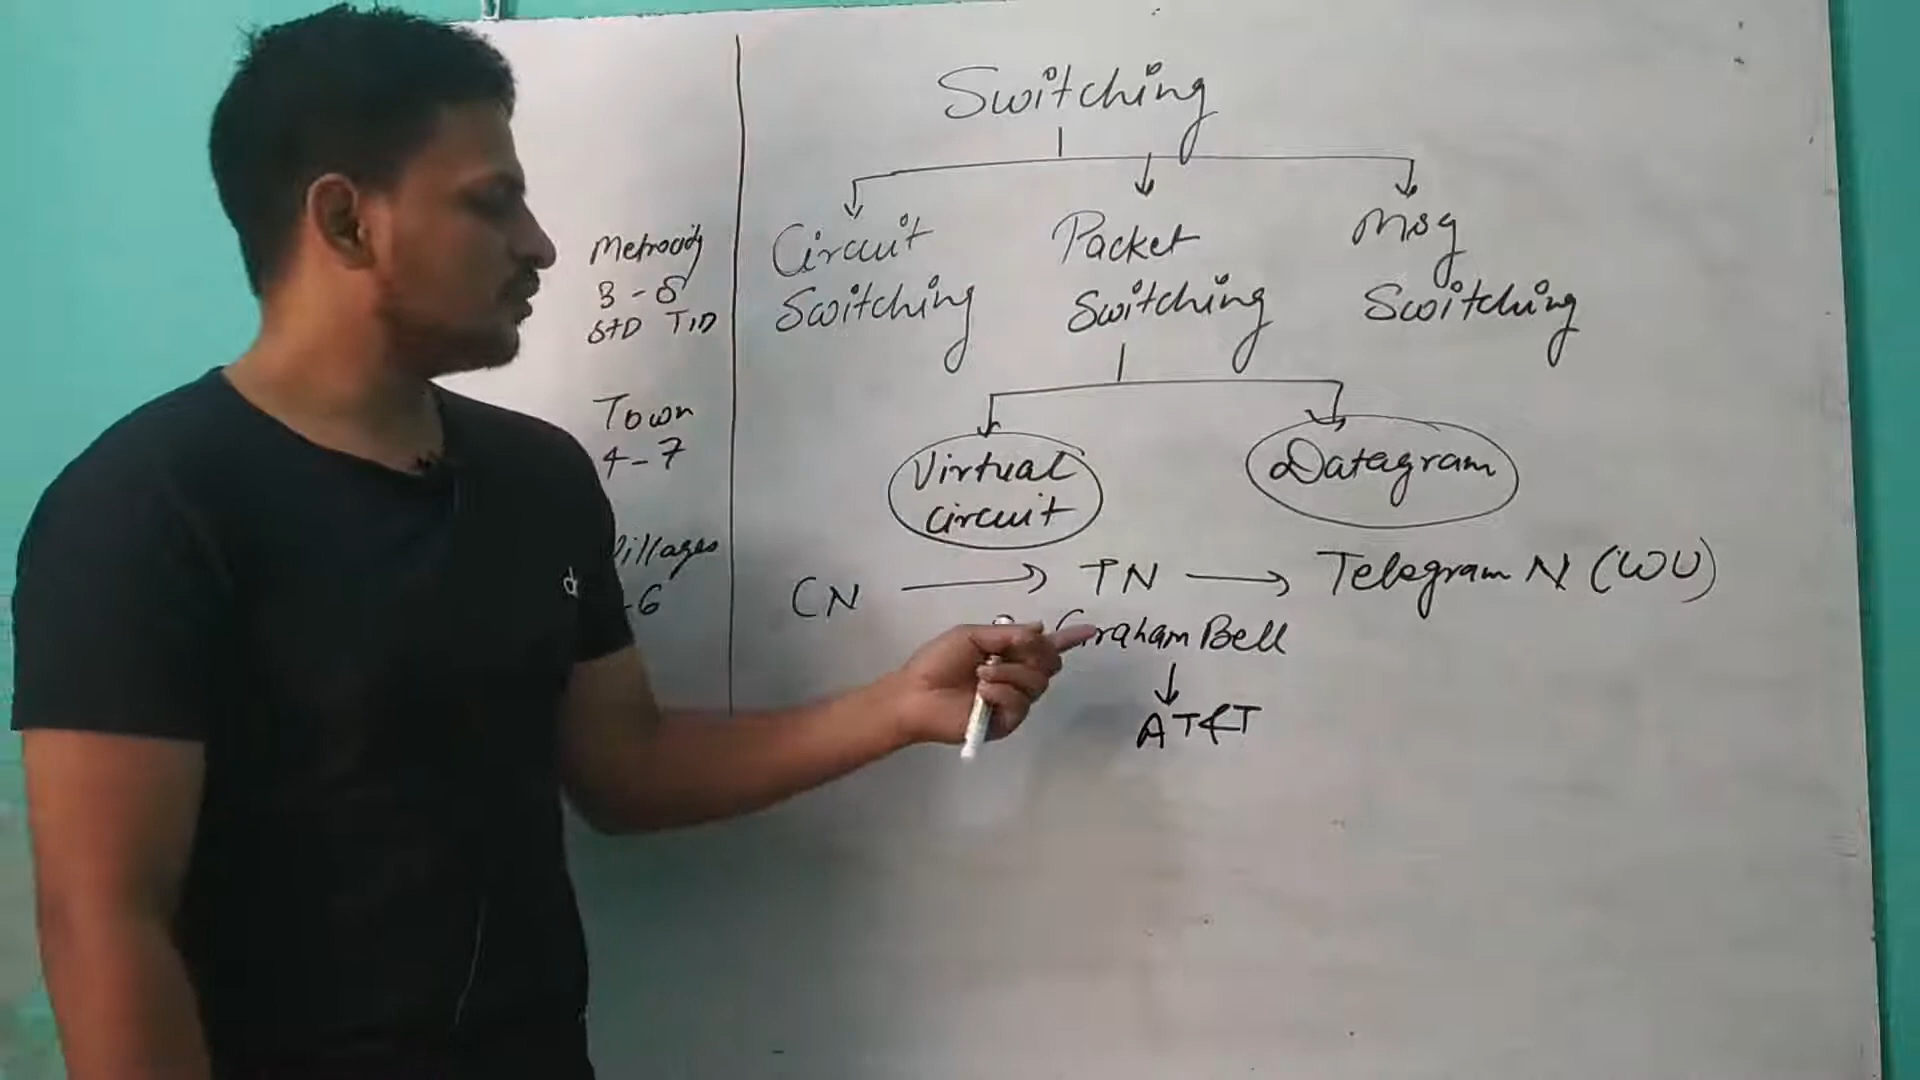 Switching
Circuit
Switching
Packet
Switching
Msg
Switching
Virtual
circuit
Datagram
CN → TN → Telegram N (WU)
Graham Bell
↓
AT&T
Metrocity
3 - 8
STD TID
Town
4 - 7
Villages
-6